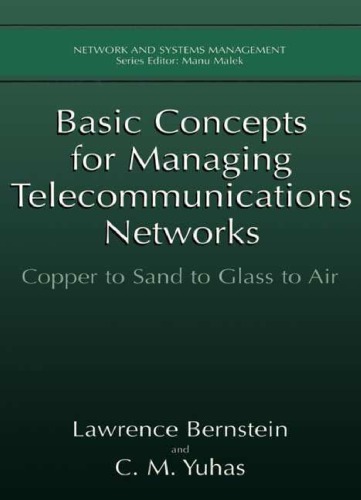 NETWORK AND SYSTEMS MANAGEMENT
Series Editor: Manu Malek
Basic Concepts
for Managing
Telecommunications
Networks
Copper to Sand to Glass to Air
Lawrence Bernstein
and
C. M. Yuhas